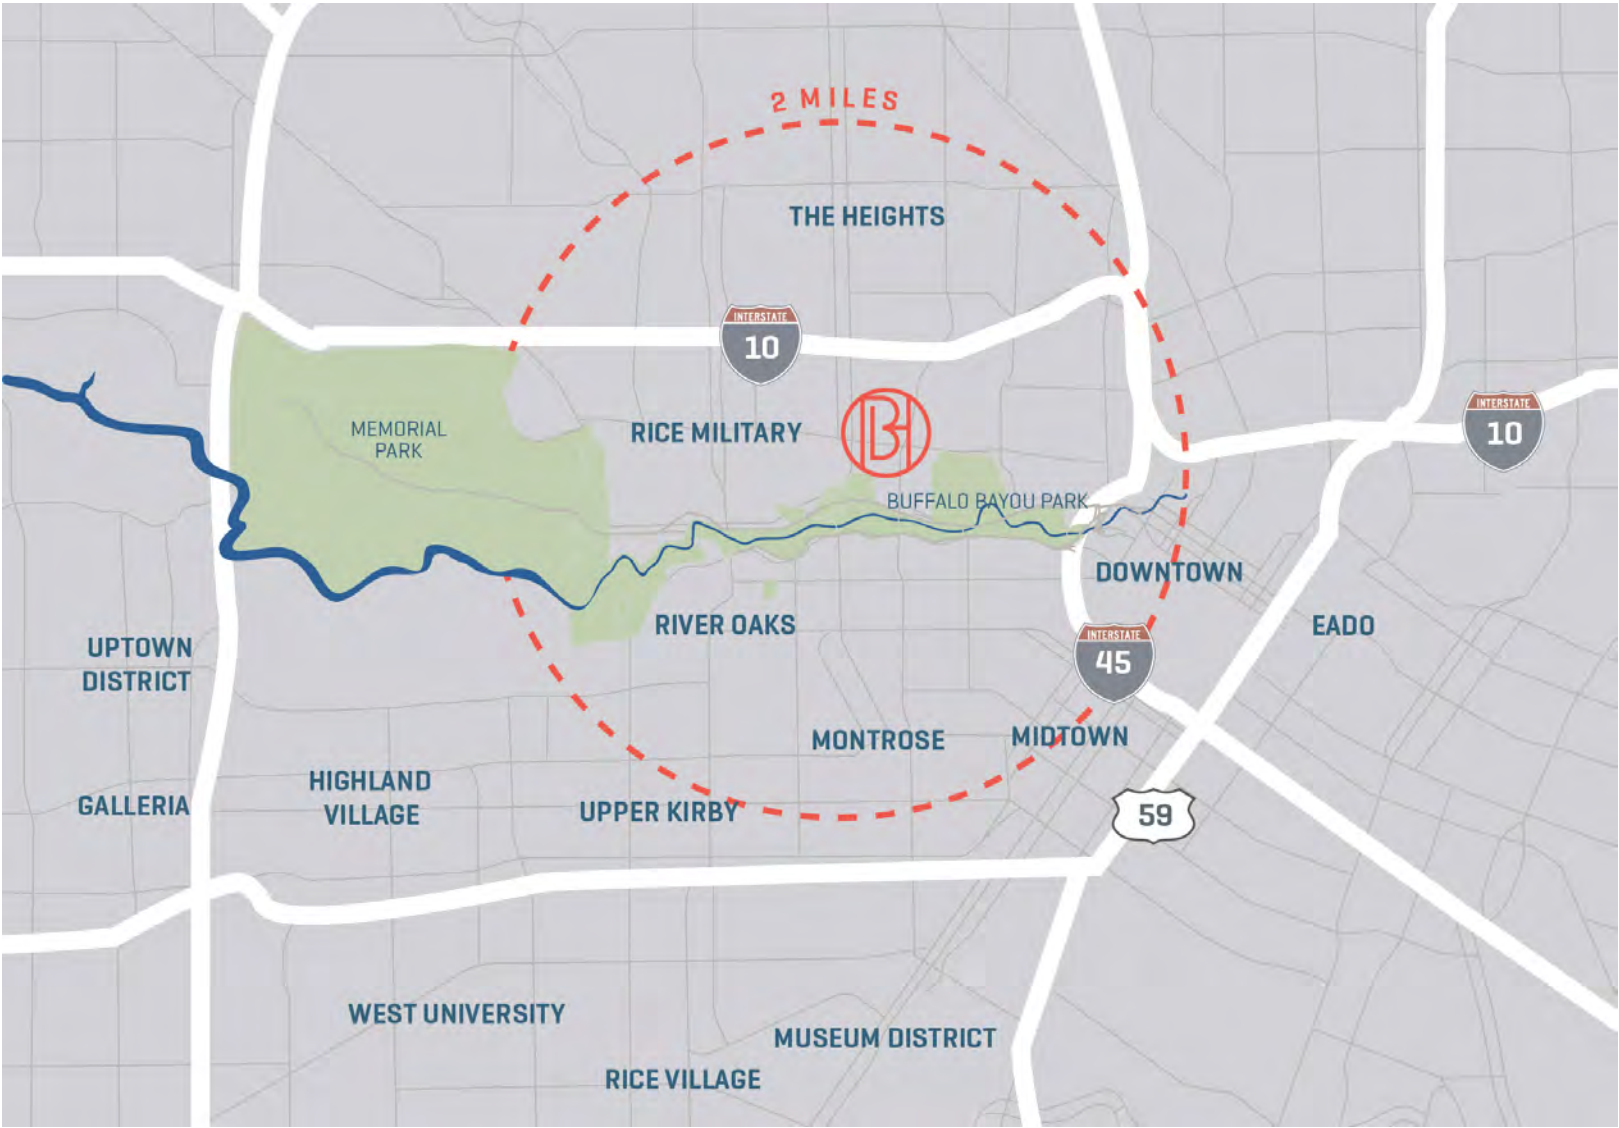 2 MILES
THE HEIGHTS
INTERSTATE
10
INTERSTATE
10
MEMORIAL
PARK
RICE MILITARY
BH
BUFFALO BAYOU PARK
DOWNTOWN
RIVER OAKS
EADO
INTERSTATE
45
UPTOWN
DISTRICT
MONTROSE
MIDTOWN
HIGHLAND
VILLAGE
GALLERIA
UPPER KIRBY
59
WEST UNIVERSITY
MUSEUM DISTRICT
RICE VILLAGE